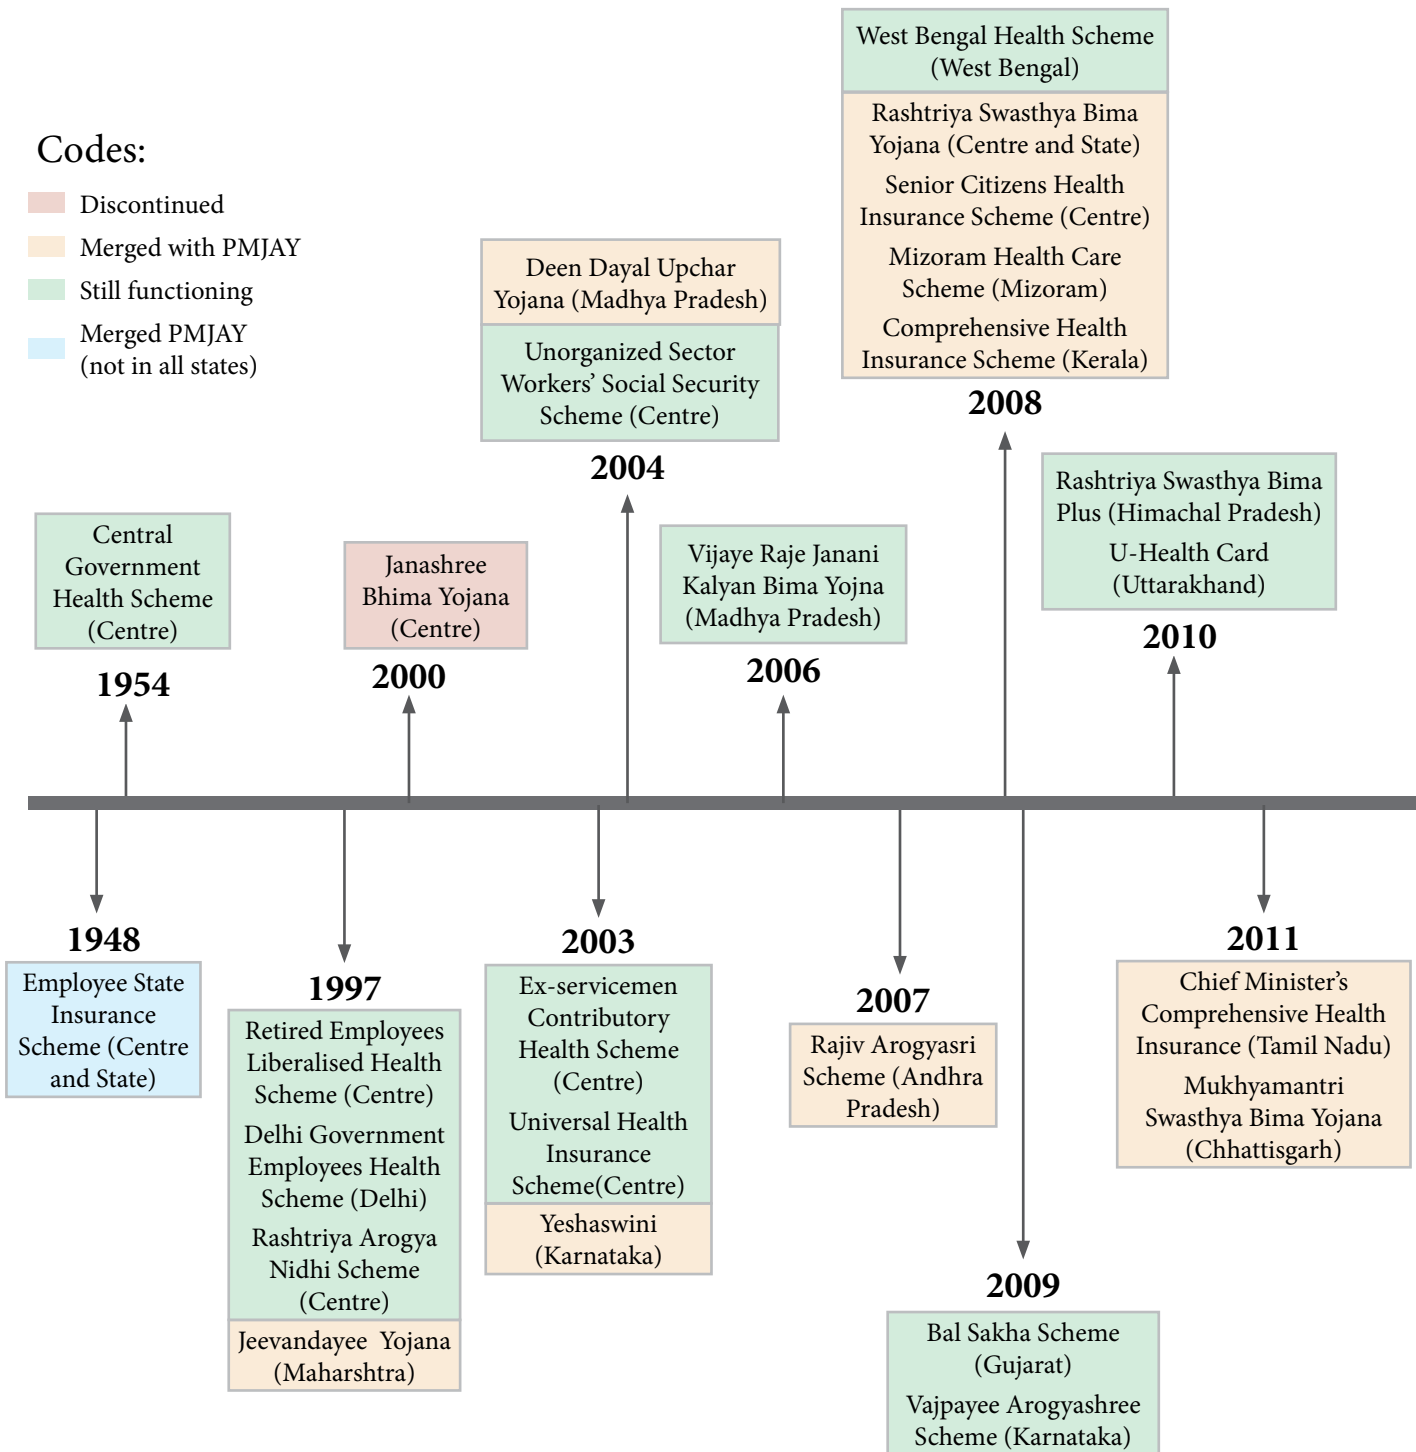 Codes:
Discontinued
Merged with PMJAY
Still functioning
Merged PMJAY
(not in all states)
Central
Government
Health Scheme
(Centre)
1954
Janashree
Bhima Yojana
(Centre)
2000
Deen Dayal Upchar
Yojana (Madhya Pradesh)
Unorganized Sector
Workers’ Social Security
Scheme (Centre)
2004
Vijaye Raje Janani
Kalyan Bima Yojna
(Madhya Pradesh)
2006
West Bengal Health Scheme
(West Bengal)
Rashtriya Swasthya Bima
Yojana (Centre and State)
Senior Citizens Health
Insurance Scheme (Centre)
Mizoram Health Care
Scheme (Mizoram)
Comprehensive Health
Insurance Scheme (Kerala)
2008
Rashtriya Swasthya Bima
Plus (Himachal Pradesh)
U-Health Card
(Uttarakhand)
2010
1948
Employee State
Insurance
Scheme (Centre
and State)
1997
Retired Employees
Liberalised Health
Scheme (Centre)
Delhi Government
Employees Health
Scheme (Delhi)
Rashtriya Arogya
Nidhi Scheme
(Centre)
Jeevandayee Yojana
(Maharshtra)
2003
Ex-servicemen
Contributory
Health Scheme
(Centre)
Universal Health
Insurance
Scheme(Centre)
Yeshaswini
(Karnataka)
2007
Rajiv Arogyasri
Scheme (Andhra
Pradesh)
2009
Bal Sakha Scheme
(Gujarat)
Vajpayee Arogyashree
Scheme (Karnataka)
2011
Chief Minister’s
Comprehensive Health
Insurance (Tamil Nadu)
Mukhyamantri
Swasthya Bima Yojana
(Chhattisgarh)